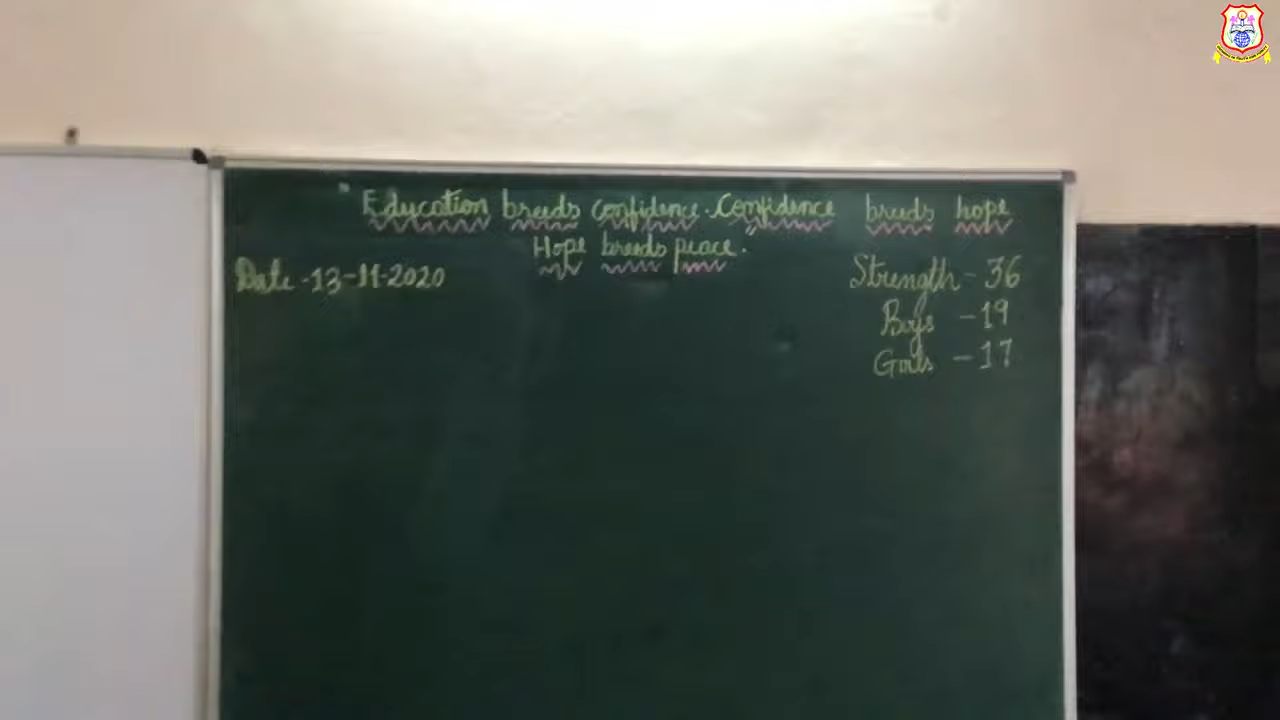 "Education breeds confidence. Confidence breeds hope
Hope breeds peace."
Date - 13-11-2020
Strength - 36
Boys - 19
Girls - 17